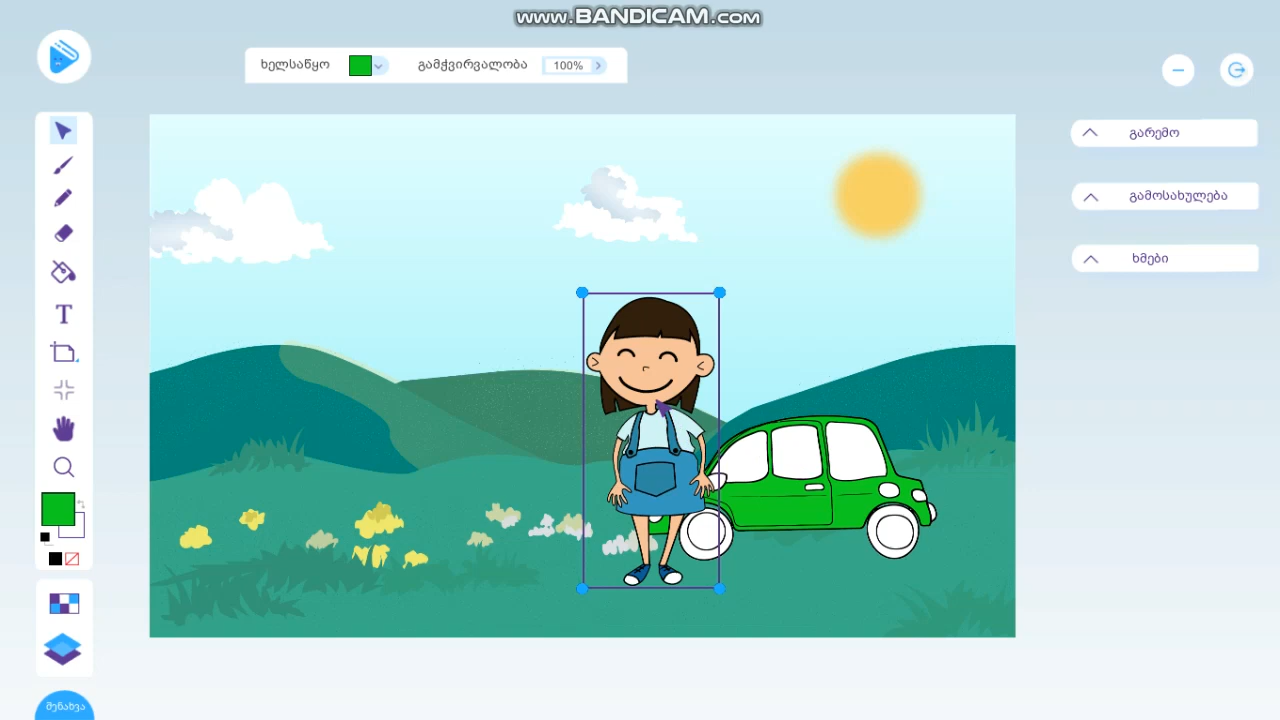 www.BANDICAM.com
ხელსაწყო
გამჭვირვალობა
100%
გარემო
გამოსახულება
ხმები
T
შენახვა